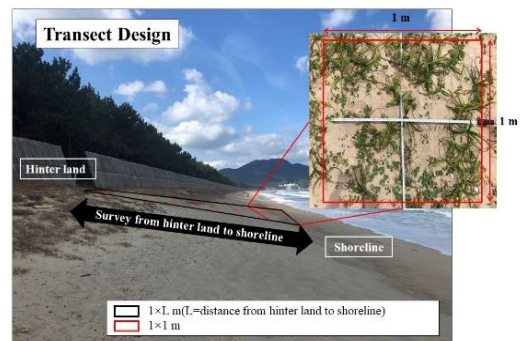 Transect Design
1 m
1 m
Hinter land
Survey from hinter land to shoreline
Shoreline
1×L m(L=distance from hinter land to shoreline)
1×1 m